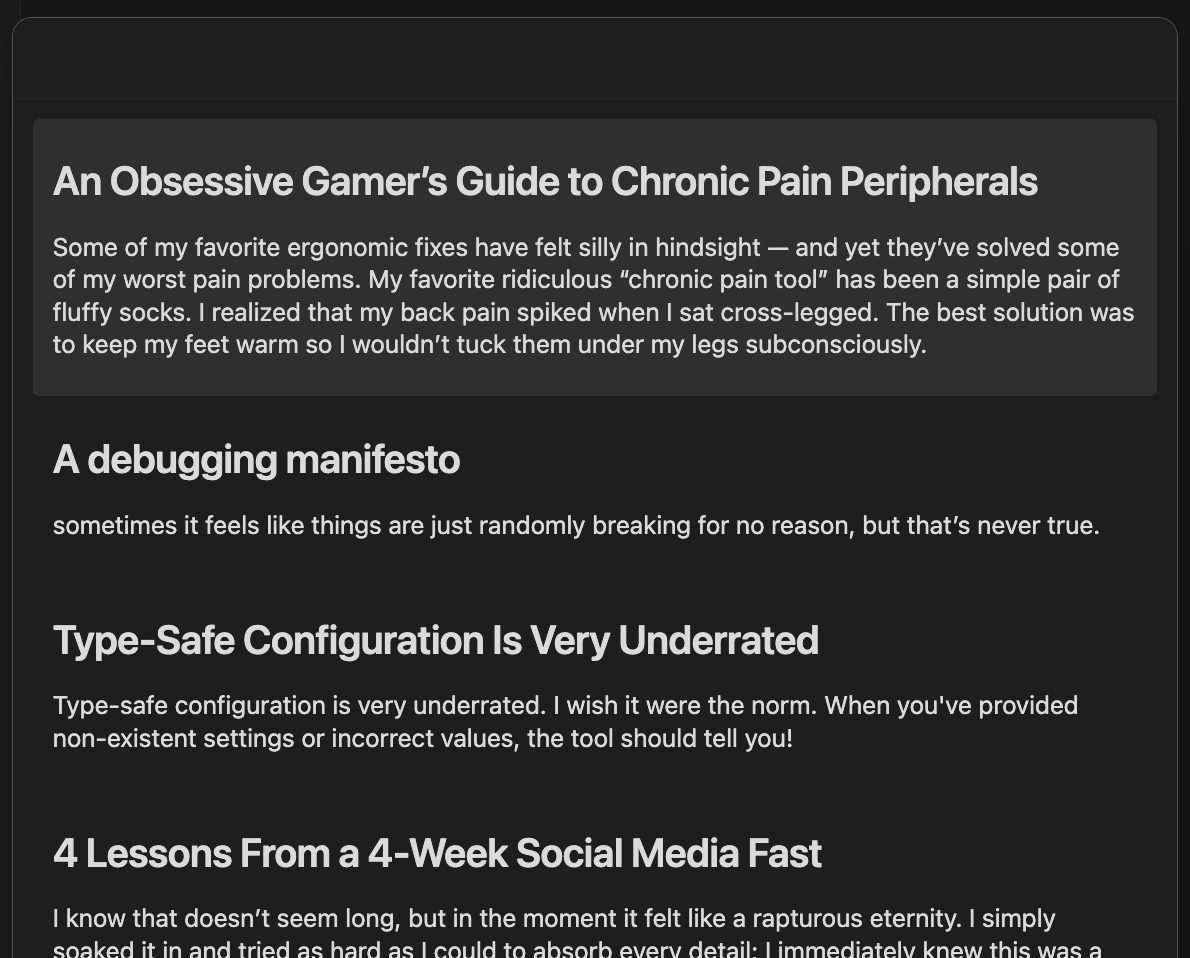 An Obsessive Gamer’s Guide to Chronic Pain Peripherals
Some of my favorite ergonomic fixes have felt silly in hindsight — and yet they’ve solved some
of my worst pain problems. My favorite ridiculous “chronic pain tool” has been a simple pair of
fluffy socks. I realized that my back pain spiked when I sat cross-legged. The best solution was
to keep my feet warm so I wouldn’t tuck them under my legs subconsciously.
A debugging manifesto
sometimes it feels like things are just randomly breaking for no reason, but that’s never true.
Type-Safe Configuration Is Very Underrated
Type-safe configuration is very underrated. I wish it were the norm. When you've provided
non-existent settings or incorrect values, the tool should tell you!
4 Lessons From a 4-Week Social Media Fast
I know that doesn’t seem long, but in the moment it felt like a rapturous eternity. I simply
soaked it in and tried as hard as I could to absorb every detail; I immediately knew this was a